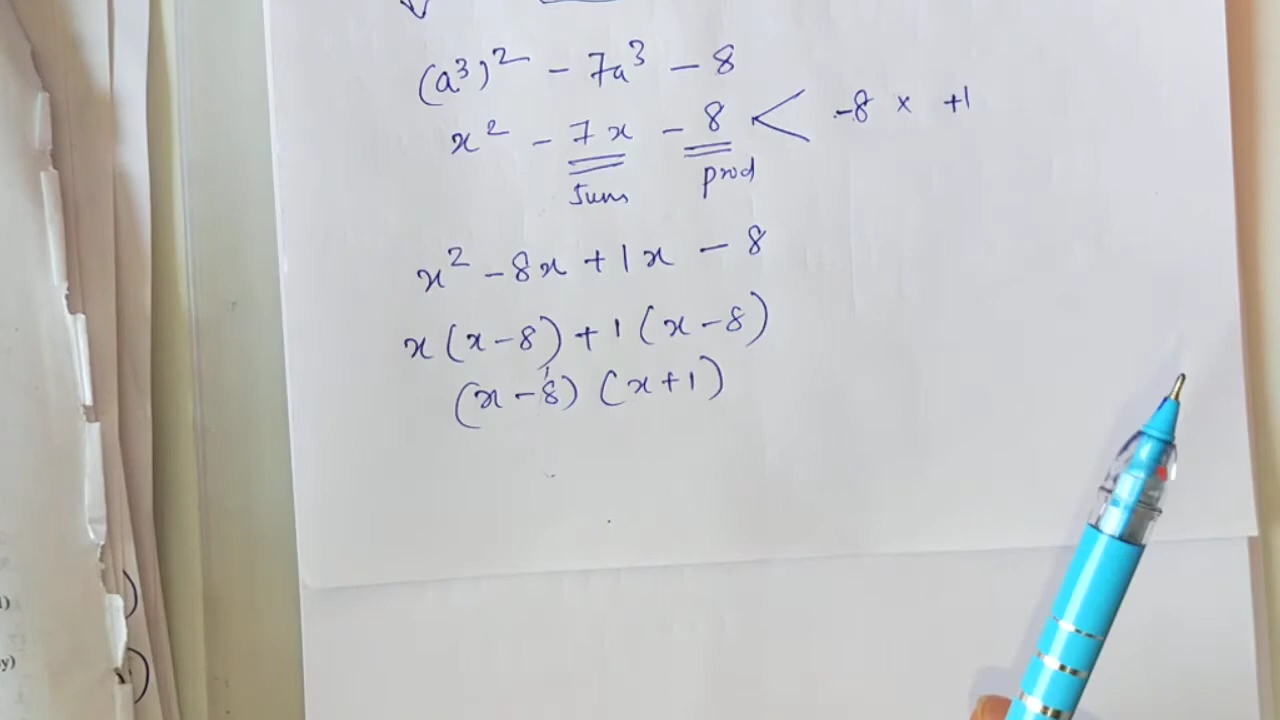 (a³)² - 7a³ - 8
x² - 7x - 8 < -8 × +1
Sum prod
x² - 8x + 1x - 8
x(x-8) + 1(x-8)
(x-8) (x+1)
y)